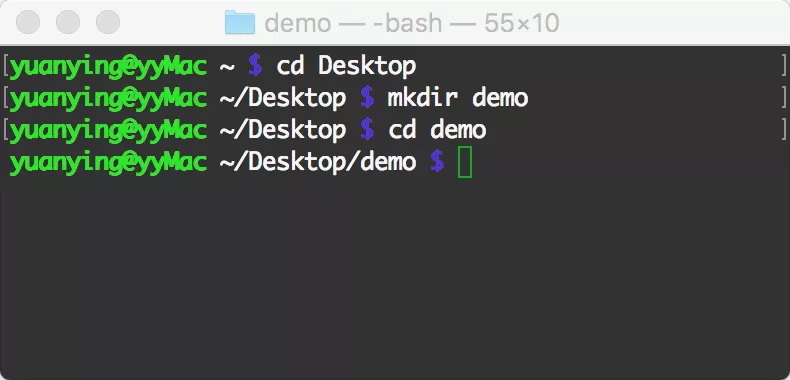 demo — -bash — 55×10
yuanying@yyMac ~ $ cd Desktop
yuanying@yyMac ~/Desktop $ mkdir demo
yuanying@yyMac ~/Desktop $ cd demo
yuanying@yyMac ~/Desktop/demo $